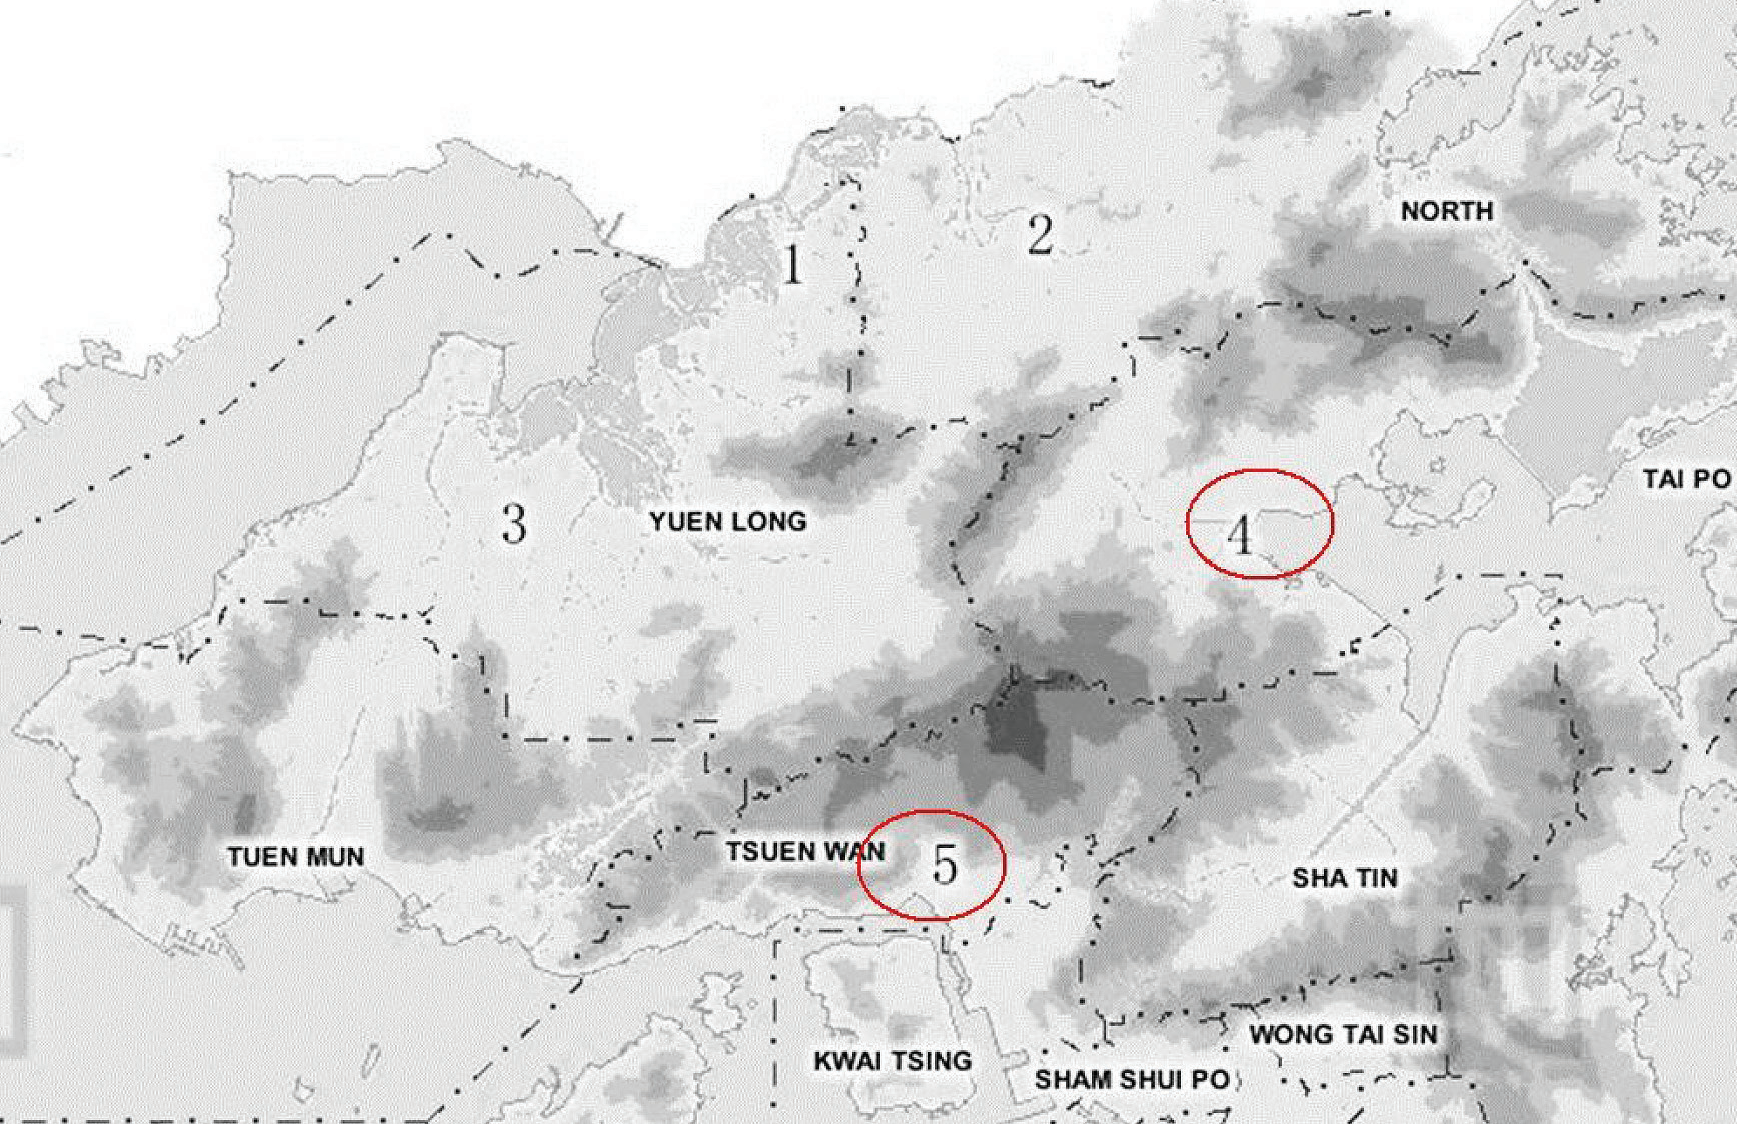 NORTH
2
1
TAI PO
YUEN LONG
3
4
TUEN MUN
TSUEN WAN
5
SHA TIN
WONG TAI SIN
KWAI TSING
SHAM SHUI PO